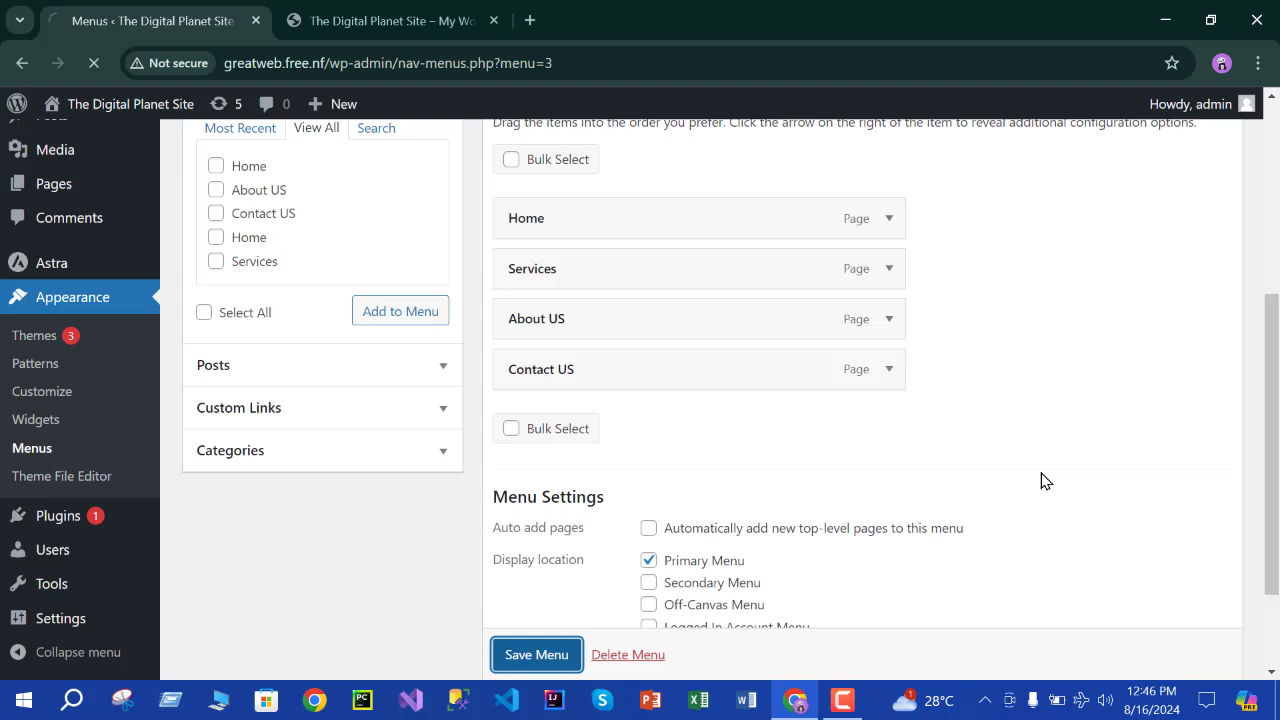 Menus ‹ The Digital Planet Site
The Digital Planet Site – My Wo
Not secure greatweb.free.nf/wp-admin/nav-menus.php?menu=3
The Digital Planet Site 5 0 New Howdy, admin
Media
Pages
Comments
Astra
Appearance
Themes 3
Patterns
Customize
Widgets
Menus
Theme File Editor
Plugins 1
Users
Tools
Settings
Collapse menu
Most Recent View All Search
Home
About US
Contact US
Home
Services
Select All Add to Menu
Posts
Custom Links
Categories
Drag the items into the order you prefer. Click the arrow on the right of the item to reveal additional configuration options.
Bulk Select
Home Page
Services Page
About US Page
Contact US Page
Bulk Select
Menu Settings
Auto add pages Automatically add new top-level pages to this menu
Display location Primary Menu
Secondary Menu
Off-Canvas Menu
Logged In Account Menu
Save Menu Delete Menu
28°C 12:46 PM
8/16/2024